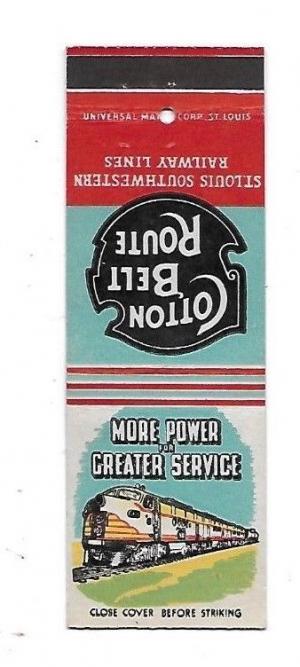 UNIVERSAL MATCH CORP. ST. LOUIS
ST. LOUIS SOUTHWESTERN
RAILWAY LINES
COTTON
BELT
ROUTE
MORE POWER
FOR
GREATER SERVICE
CLOSE COVER BEFORE STRIKING